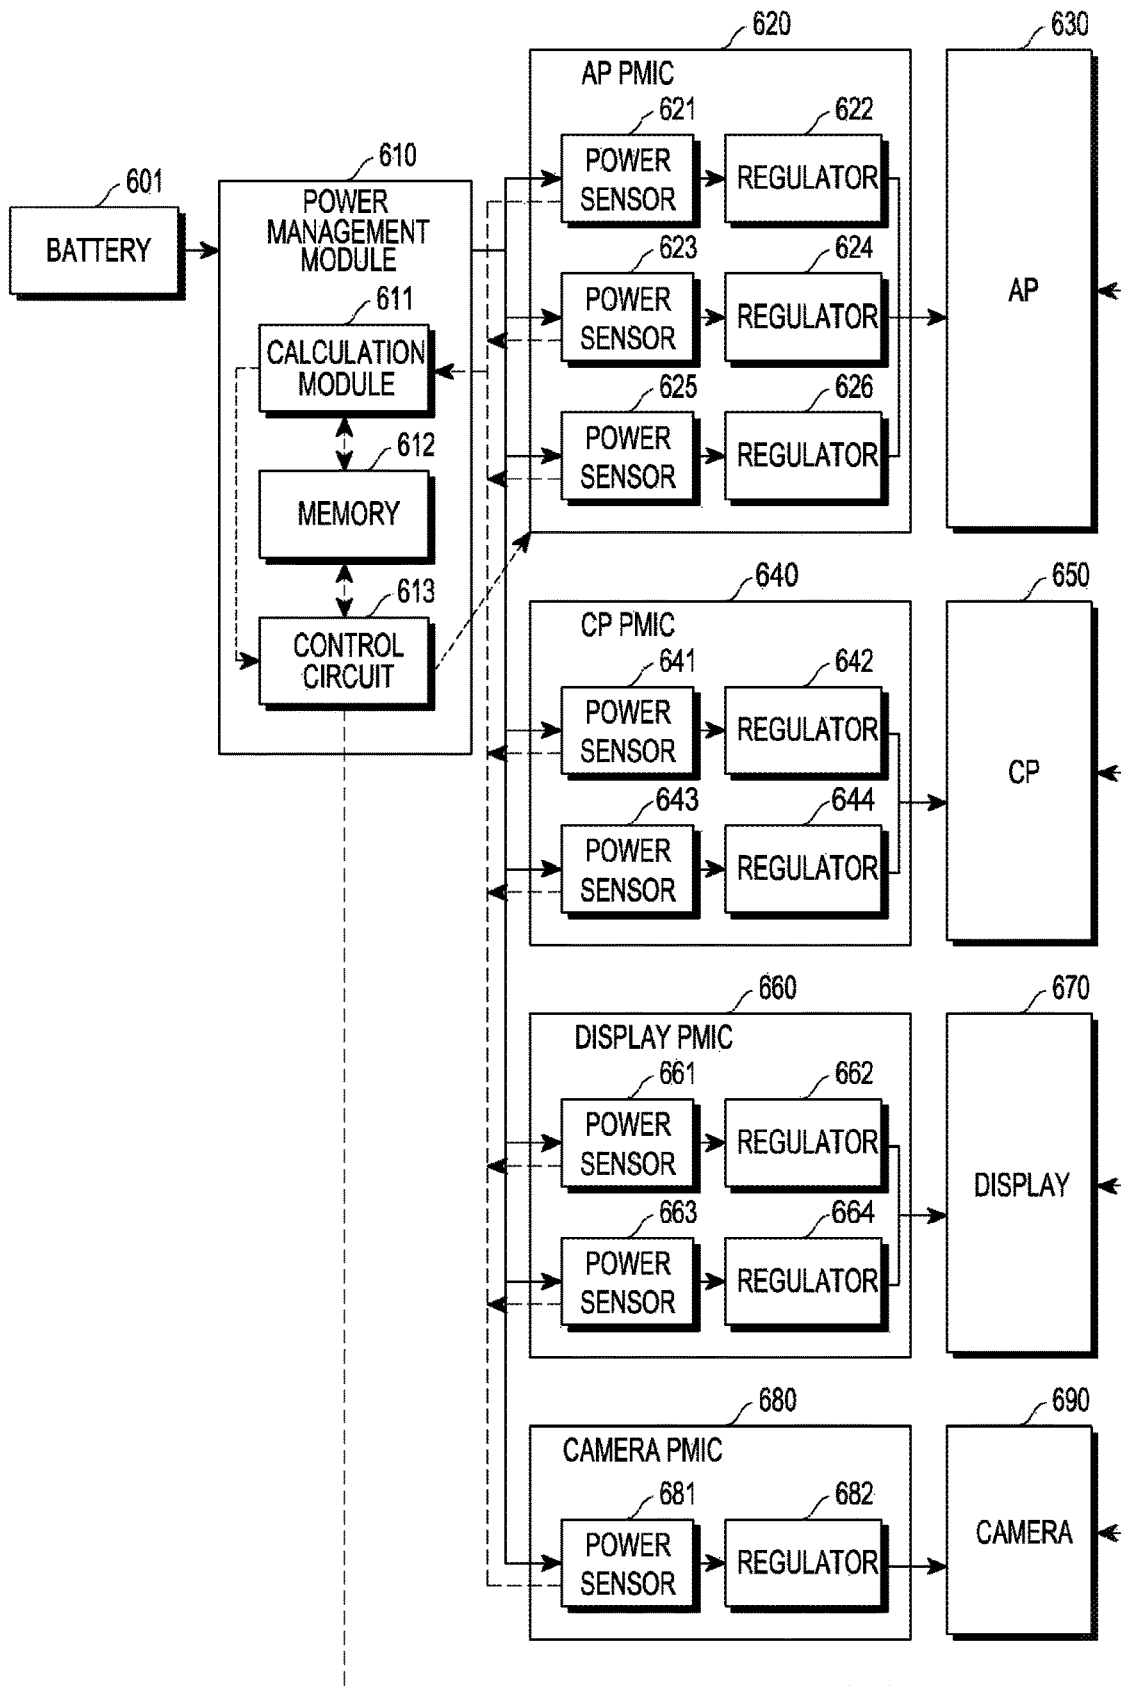 620
630
AP PMIC
621
622
POWER
SENSOR
REGULATOR
610
601
POWER
MANAGEMENT
MODULE
BATTERY
623
624
POWER
SENSOR
REGULATOR
AP
611
CALCULATION
MODULE
625
626
POWER
SENSOR
REGULATOR
612
MEMORY
613
CONTROL
CIRCUIT
640
650
CP PMIC
641
642
POWER
SENSOR
REGULATOR
CP
643
644
POWER
SENSOR
REGULATOR
660
670
DISPLAY PMIC
661
662
POWER
SENSOR
REGULATOR
DISPLAY
663
664
POWER
SENSOR
REGULATOR
680
690
CAMERA PMIC
681
682
POWER
SENSOR
REGULATOR
CAMERA